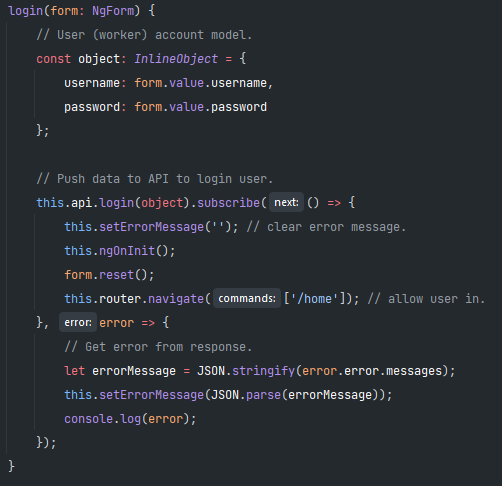 login(form: NgForm) {
    // User (worker) account model.
    const object: InlineObject = {
        username: form.value.username,
        password: form.value.password
    };

    // Push data to API to login user.
    this.api.login(object).subscribe( next: () => {
        this.setErrorMessage(''); // clear error message.
        this.ngOnInit();
        form.reset();
        this.router.navigate( commands: ['/home']); // allow user in.
    }, error: error => {
        // Get error from response.
        let errorMessage = JSON.stringify(error.error.messages);
        this.setErrorMessage(JSON.parse(errorMessage));
        console.log(error);
    });
}